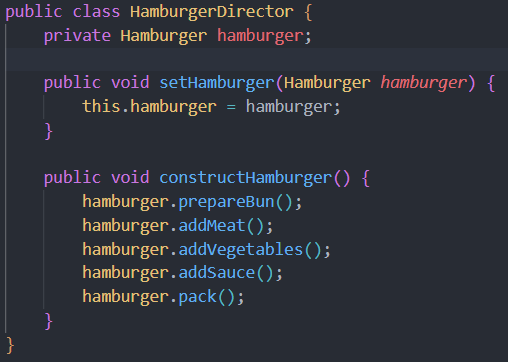 public class HamburgerDirector {
    private Hamburger hamburger;

    public void setHamburger(Hamburger hamburger) {
        this.hamburger = hamburger;
    }

    public void constructHamburger() {
        hamburger.prepareBun();
        hamburger.addMeat();
        hamburger.addVegetables();
        hamburger.addSauce();
        hamburger.pack();
    }
}